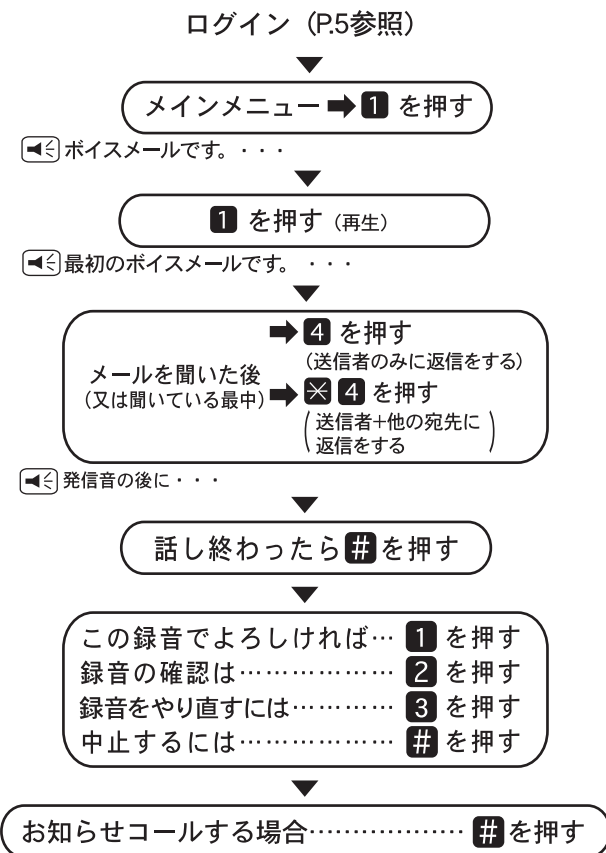 ログイン（P.5参照）
メインメニュー➡1 を押す
ボイスメールです。・・・
1 を押す（再生）
最初のボイスメールです。・・・
➡4 を押す
（送信者のみに返信をする）
メールを聞いた後
（又は聞いている最中）➡＊ 4 を押す
（送信者+他の宛先に
返信をする）
発信音の後に・・・
話し終わったら#を押す
この録音でよろしければ… 1 を押す
録音の確認は……………… 2 を押す
録音をやり直すには………… 3 を押す
中止するには……………… # を押す
お知らせコールする場合……………… #を押す